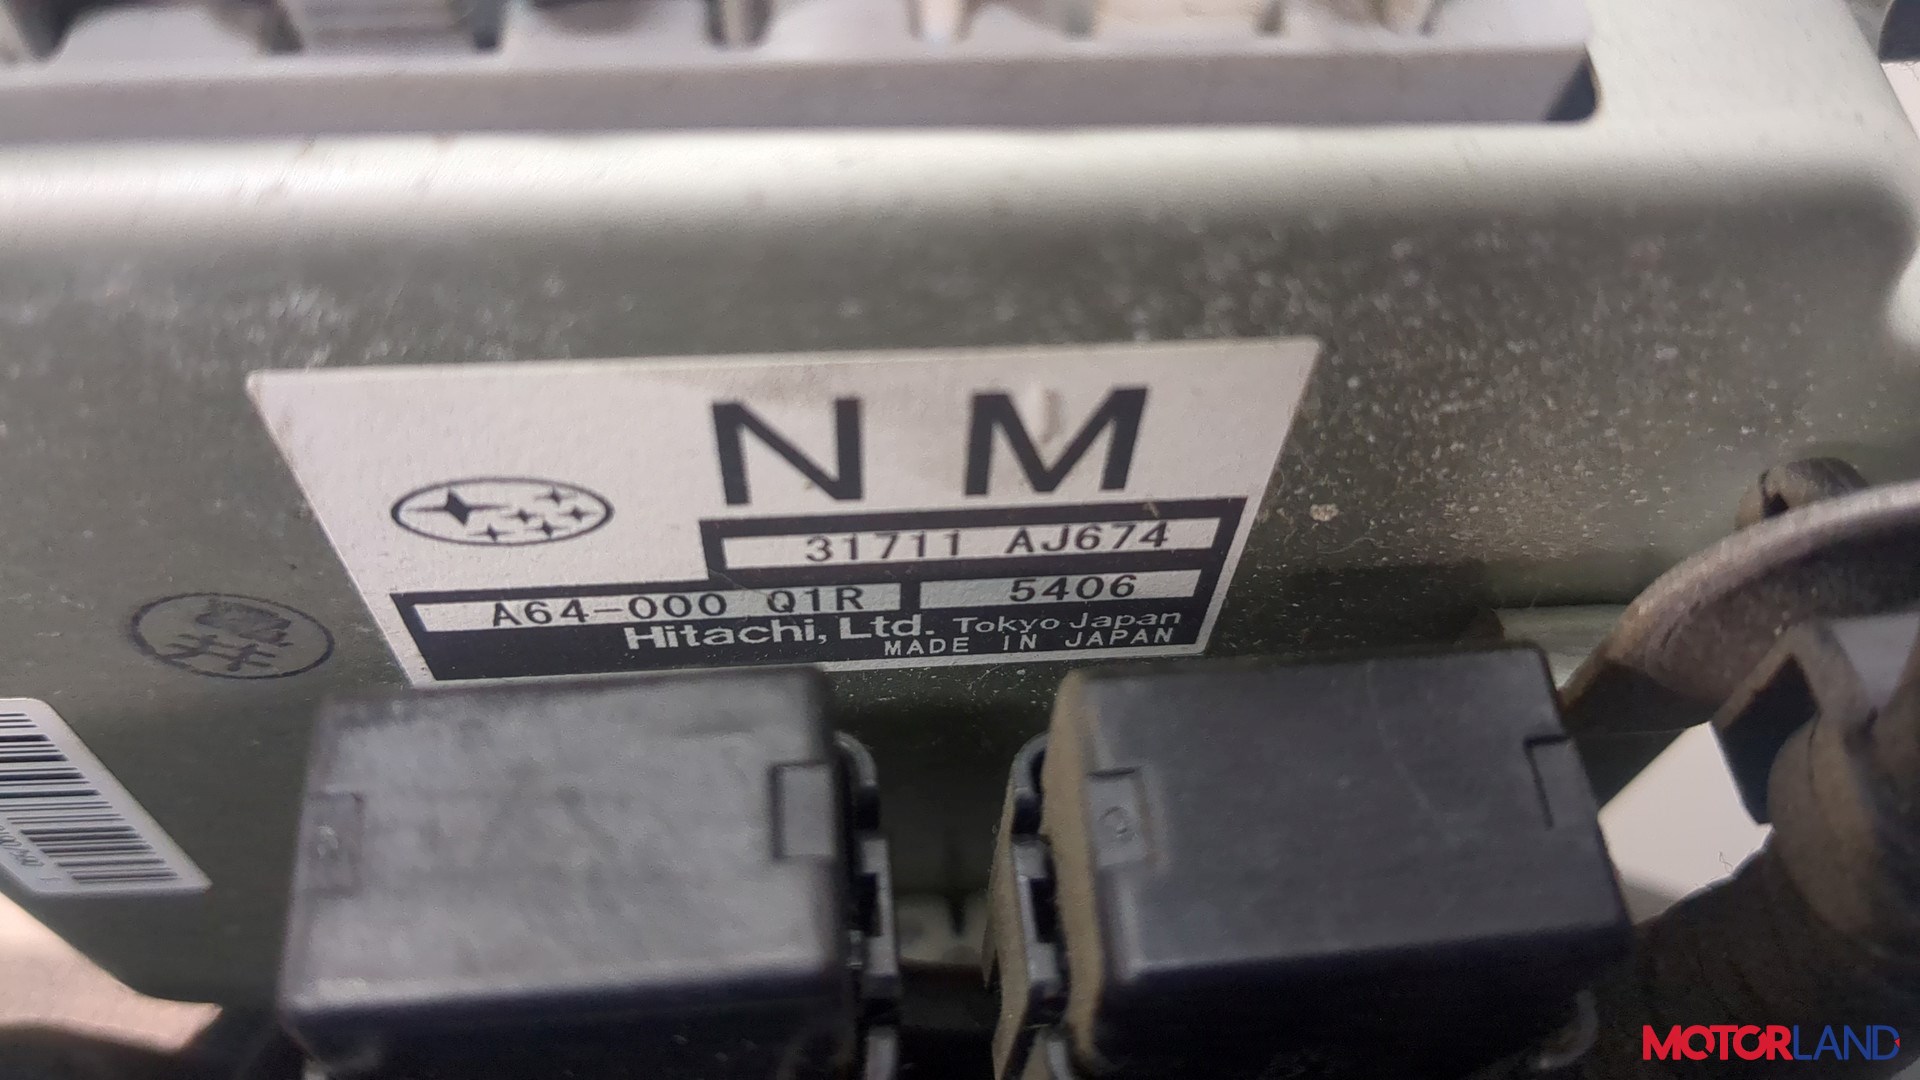 N M
31711 AJ674
A64-000 Q1R 5406
Hitachi, Ltd. Tokyo Japan
MADE IN JAPAN
MOTORLAND